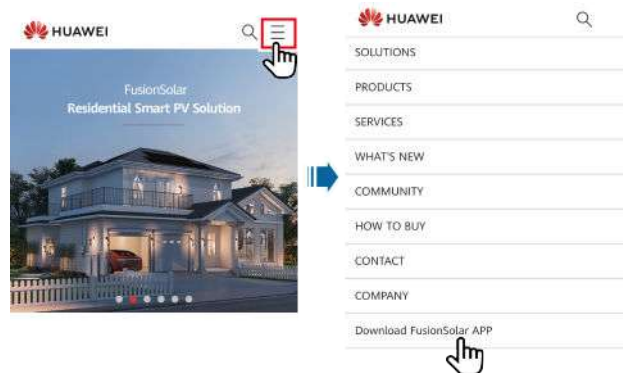 HUAWEI
FusionSolar
Residential Smart PV Solution
HUAWEI
SOLUTIONS
PRODUCTS
SERVICES
WHAT'S NEW
COMMUNITY
HOW TO BUY
CONTACT
COMPANY
Download FusionSolar APP